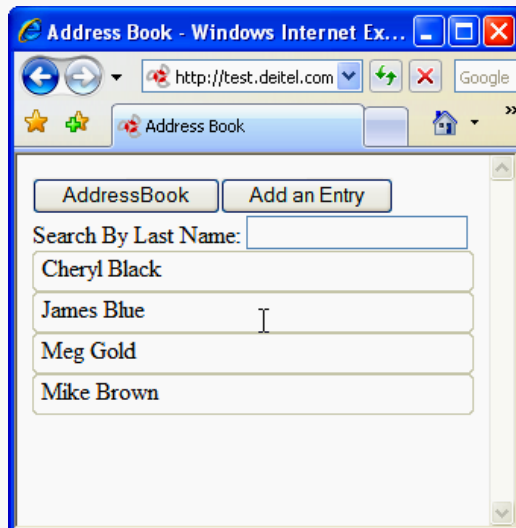 Address Book - Windows Internet Ex...
http://test.deitel.com
Google
Address Book
»
AddressBook Add an Entry
Search By Last Name:
Cheryl Black
James Blue
Meg Gold
Mike Brown